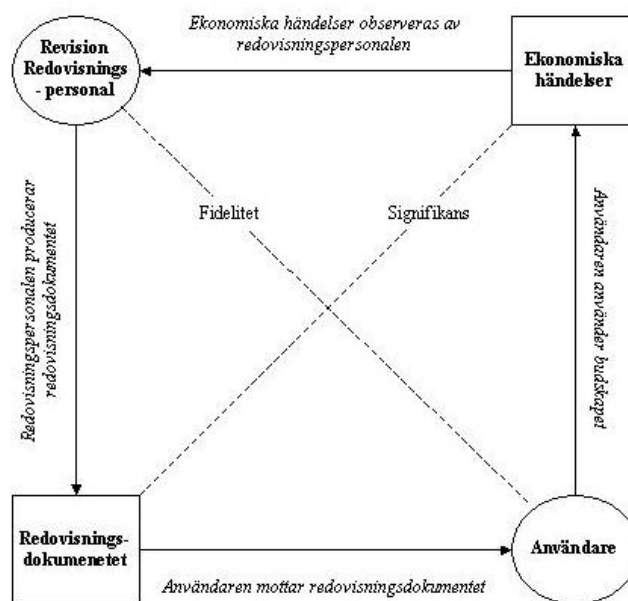 Ekonomiska händelser observeras av
redovisningspersonalen
Revision
Redovisnings
- personal
Ekonomiska
händelser
Fidelitet
Signifikans
Redovisningspersonalen producerar
redovisningsdokumentet
Användaren använder budskapet
Redovisnings-
dokumenetet
Användare
Användaren mottar redovisningsdokumentet